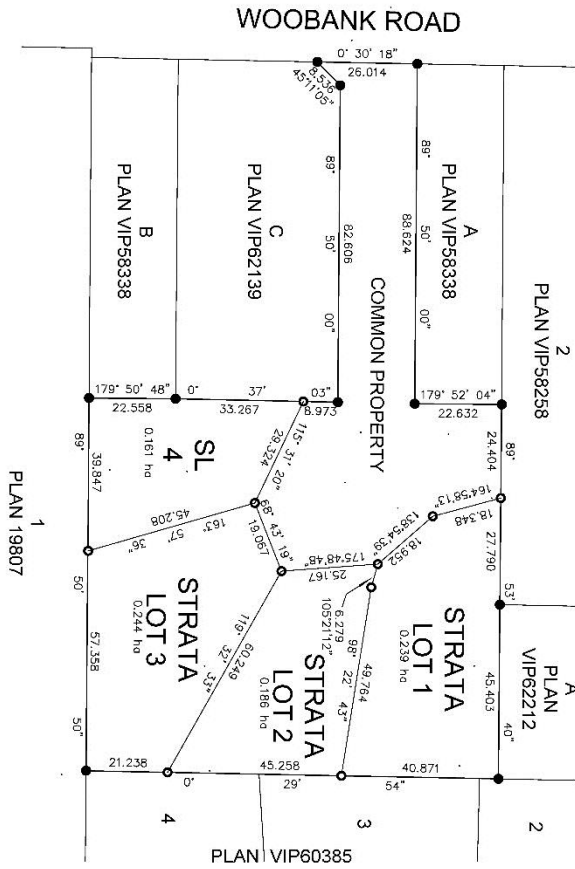 WOOBANK ROAD
0° 30' 18"
26.014
8.536
45°11'05"
89°
50'
00"
82.606
89°
50'
00"
88.624
B
PLAN VIP58338
C
PLAN VIP62139
COMMON PROPERTY
A
PLAN VIP58338
2
PLAN VIP58258
179° 50' 48"
22.558
0°
37'
03"
33.267
8.973
179° 52' 04"
22.632
89°
24.404
164°58'13"
18.348
27.790
53'
138°54'39"
18.952
115° 31' 20"
29.324
SL
4
0.161 ha
89°
39.847
163°
57'
36"
45.208
68° 43' 19"
19.067
175°48'48"
25.167
6.279
105°21'12"
98°
22'
43"
49.764
STRATA
LOT 1
0.239 ha
STRATA
LOT 2
0.186 ha
STRATA
LOT 3
0.244 ha
119°
32'
33"
60.249
1
PLAN 19807
50'
57.358
50"
A
PLAN
VIP62212
45.403
40"
21.238
45.258
40.871
0°
29'
54"
4
3
2
PLAN VIP60385